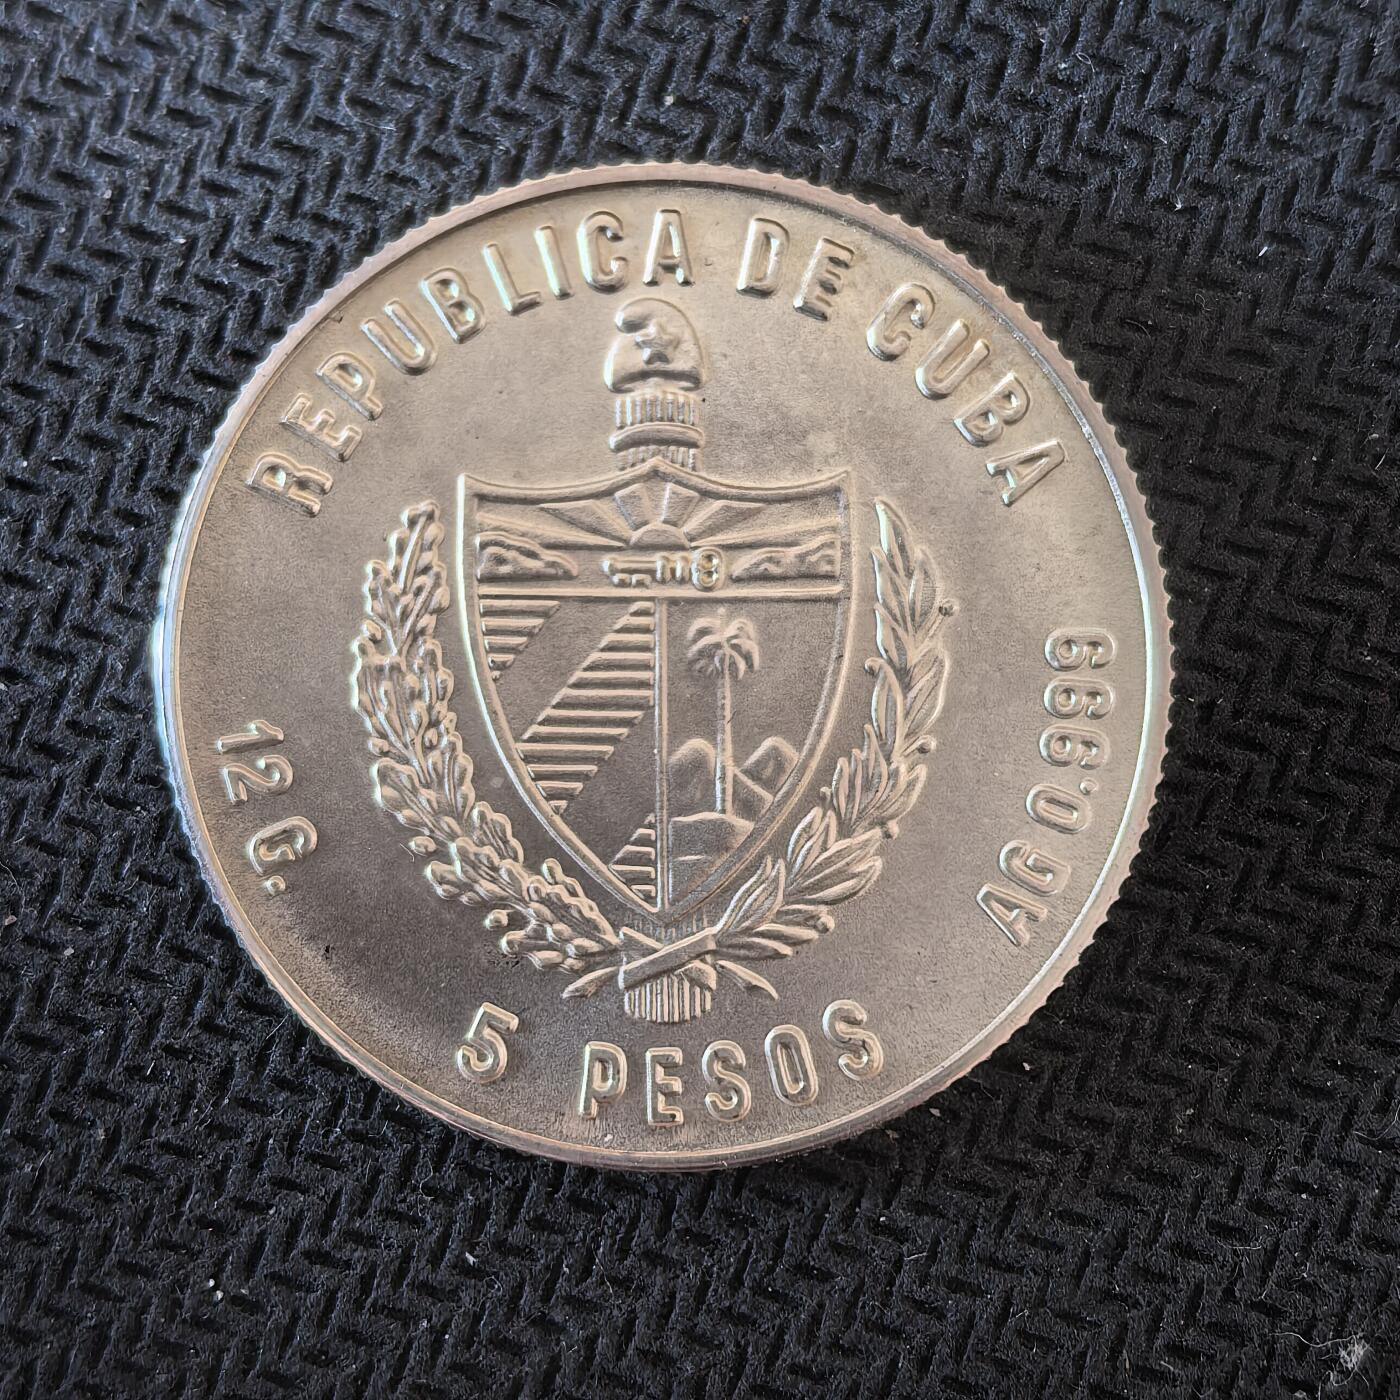 REPUBLICA DE CUBA
12 G.
AG 0.999
5 PESOS